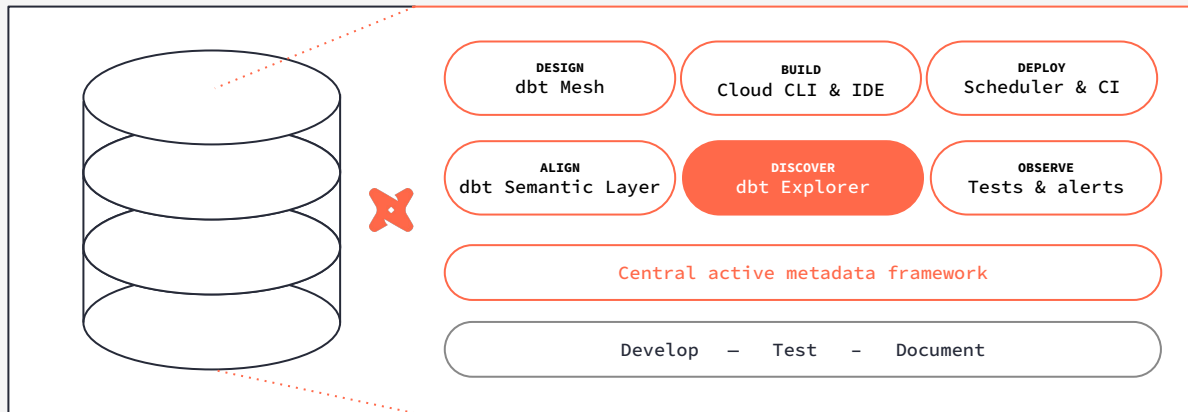 DESIGN
dbt Mesh
BUILD
Cloud CLI & IDE
DEPLOY
Scheduler & CI
ALIGN
dbt Semantic Layer
DISCOVER
dbt Explorer
OBSERVE
Tests & alerts
Central active metadata framework
Develop — Test – Document